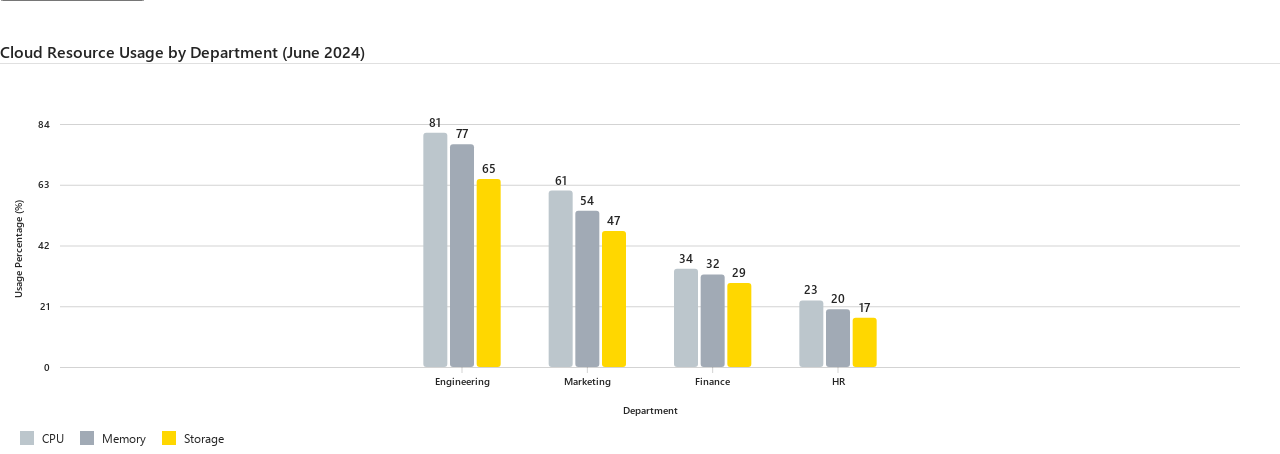 Cloud Resource Usage by Department (June 2024)
84
63
42
21
0
Usage Percentage (%)
81
77
65
61
54
47
34
32
29
23
20
17
Engineering
Marketing
Finance
HR
Department
CPU
Memory
Storage